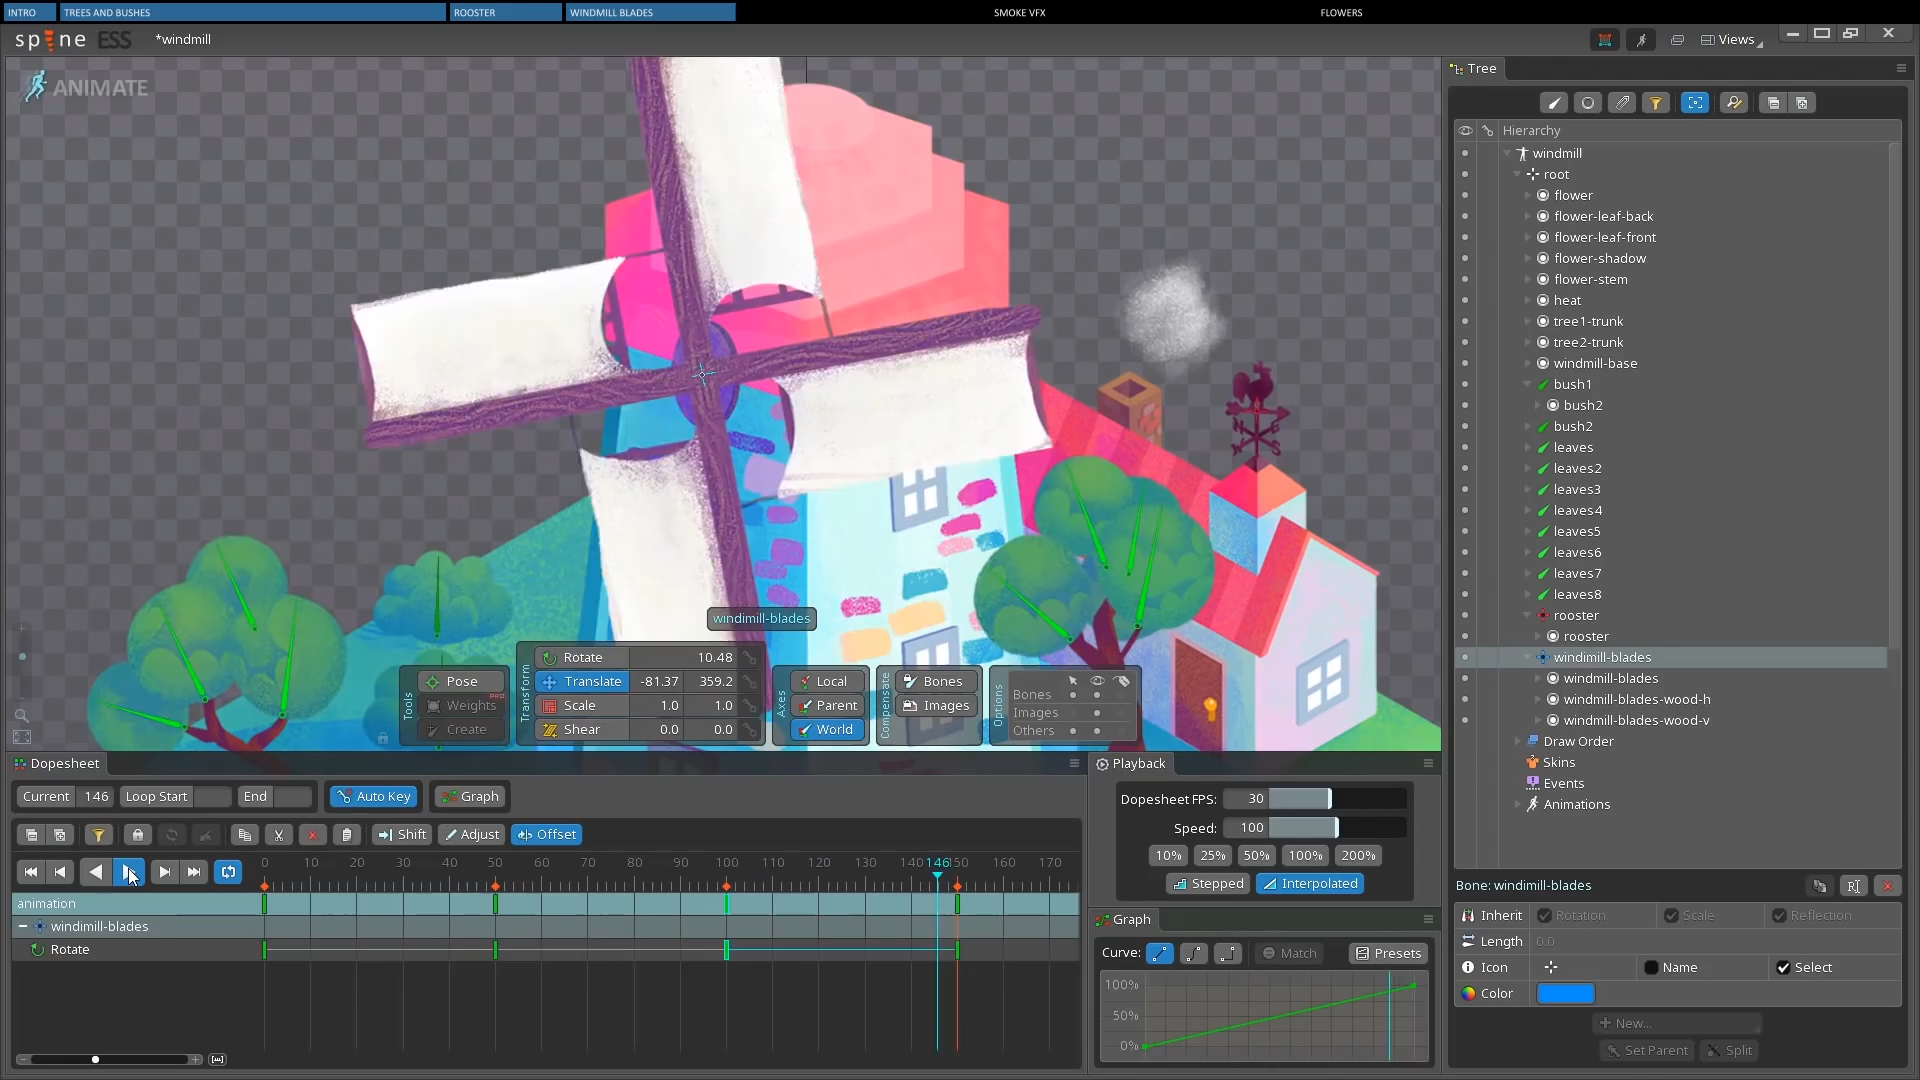 INTRO TREES AND BUSHES ROOSTER WINDMILL BLADES SMOKE VFX FLOWERS
spine ESS *windmill Views
ANIMATE
Tree
Hierarchy
windmill
root
flower
flower-leaf-back
flower-leaf-front
flower-shadow
flower-stem
heat
tree1-trunk
tree2-trunk
windmill-base
bush1
bush2
bush2
leaves
leaves2
leaves3
leaves4
leaves5
leaves6
leaves7
leaves8
rooster
rooster
windimill-blades
windmill-blades
windmill-blades-wood-h
windmill-blades-wood-v
Draw Order
Skins
Events
Animations
windimill-blades
Tools
Pose
Weights PRO
Create
Transform
Rotate 10.48
Translate -81.37 359.2
Scale 1.0 1.0
Shear 0.0 0.0
Axes
Local
Parent
World
Compensate
Bones
Images
Options
Bones
Images
Others
Dopesheet
Current 146 Loop Start End Auto Key Graph
Shift Adjust Offset
0 10 20 30 40 50 60 70 80 90 100 110 120 130 140 146 150 160 170
animation
windimill-blades
Rotate
Playback
Dopesheet FPS: 30
Speed: 100
10% 25% 50% 100% 200%
Stepped Interpolated
Graph
Curve: Match Presets
100%
50%
0%
Bone: windimill-blades
Inherit Rotation Scale Reflection
Length 0.0
Icon Name Select
Color
New...
Set Parent Split